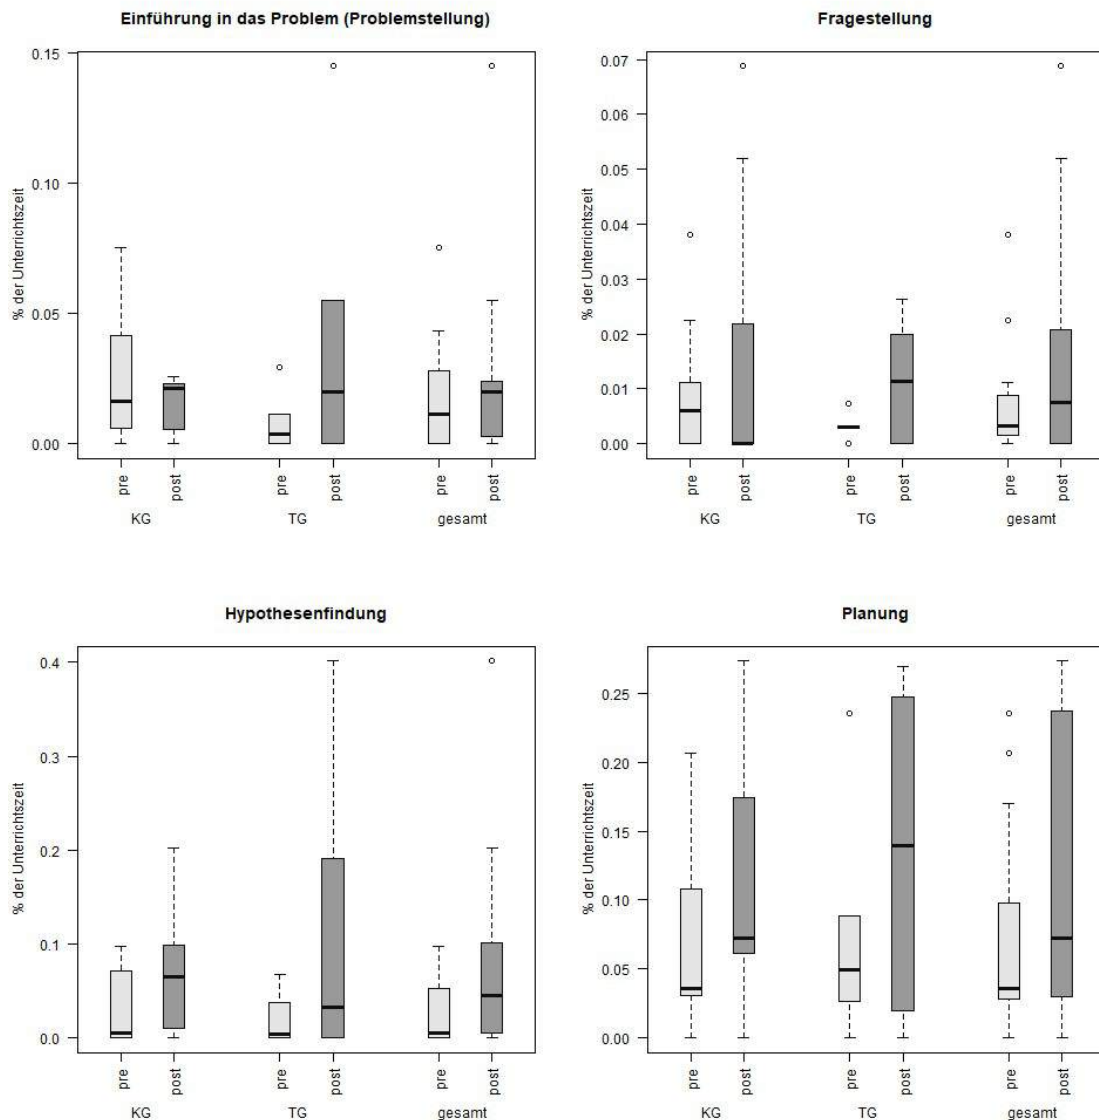 Einführung in das Problem (Problemstellung)
% der Unterrichtszeit
0.15
0.10
0.05
0.00
pre
post
pre
post
pre
post
KG
TG
gesamt
Fragestellung
% der Unterrichtszeit
0.07
0.06
0.05
0.04
0.03
0.02
0.01
0.00
pre
post
pre
post
pre
post
KG
TG
gesamt
Hypothesenfindung
% der Unterrichtszeit
0.4
0.3
0.2
0.1
0.0
pre
post
pre
post
pre
post
KG
TG
gesamt
Planung
% der Unterrichtszeit
0.25
0.20
0.15
0.10
0.05
0.00
pre
post
pre
post
pre
post
KG
TG
gesamt